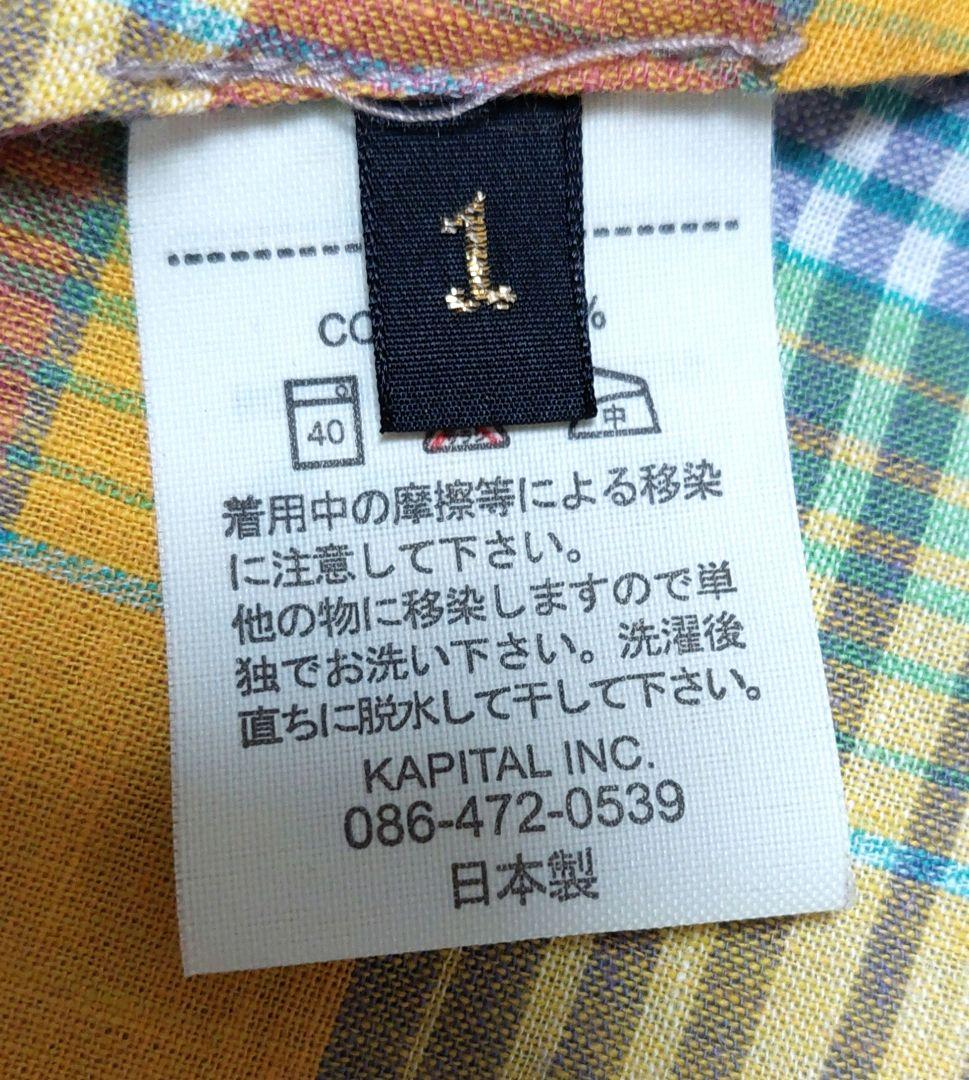 1
CO %
40
中
着用中の摩擦等による移染
に注意して下さい。
他の物に移染しますので単
独でお洗い下さい。洗濯後
直ちに脱水して干して下さい。
KAPITAL INC.
086-472-0539
日本製